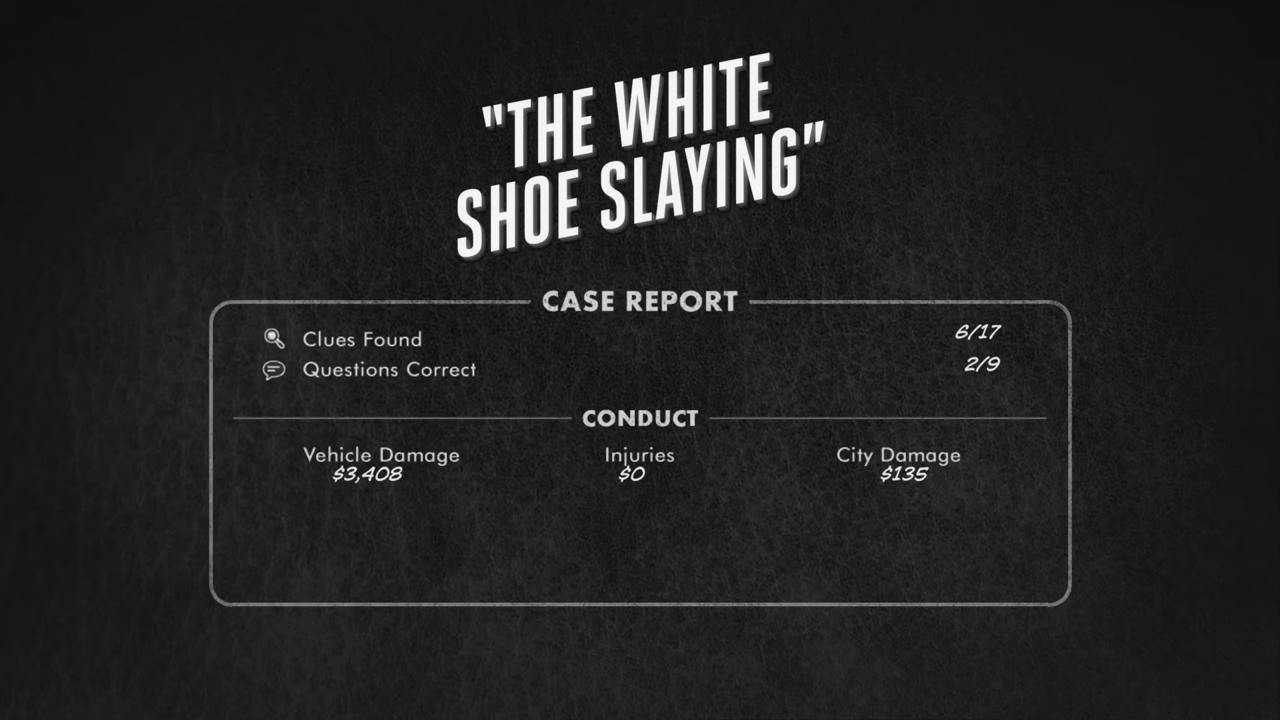 "THE WHITE
SHOE SLAYING"
CASE REPORT
Clues Found 6/17
Questions Correct 2/9
CONDUCT
Vehicle Damage Injuries City Damage
$3,408 $0 $135